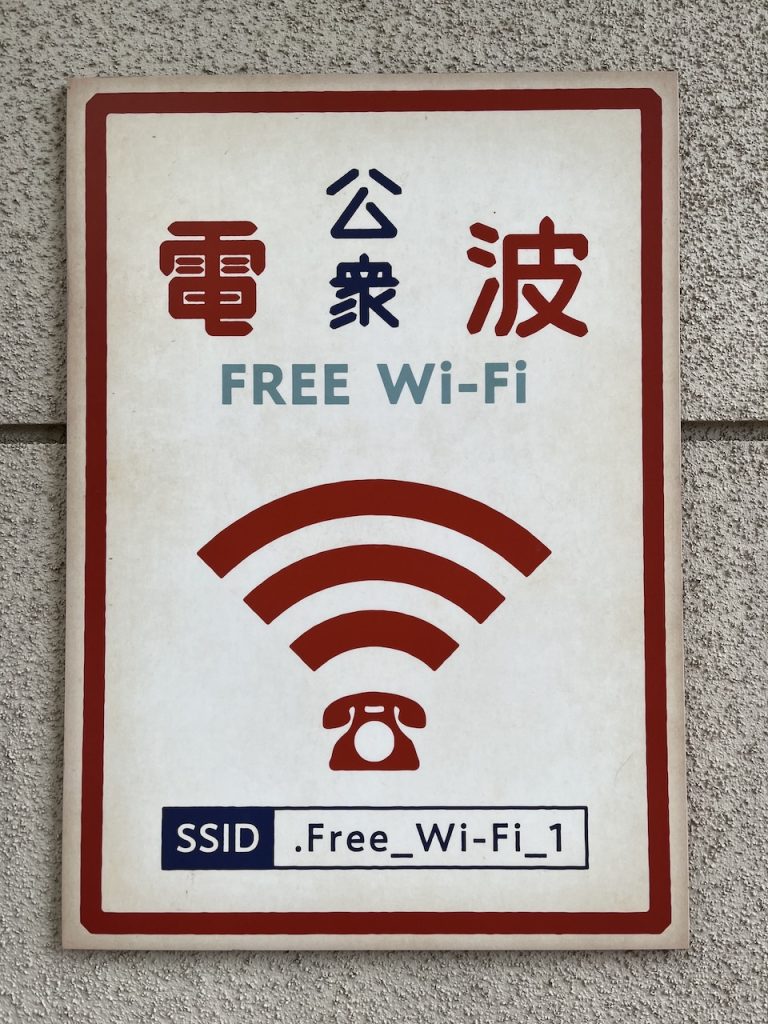 電 公衆 波
FREE Wi-Fi
SSID .Free_Wi-Fi_1